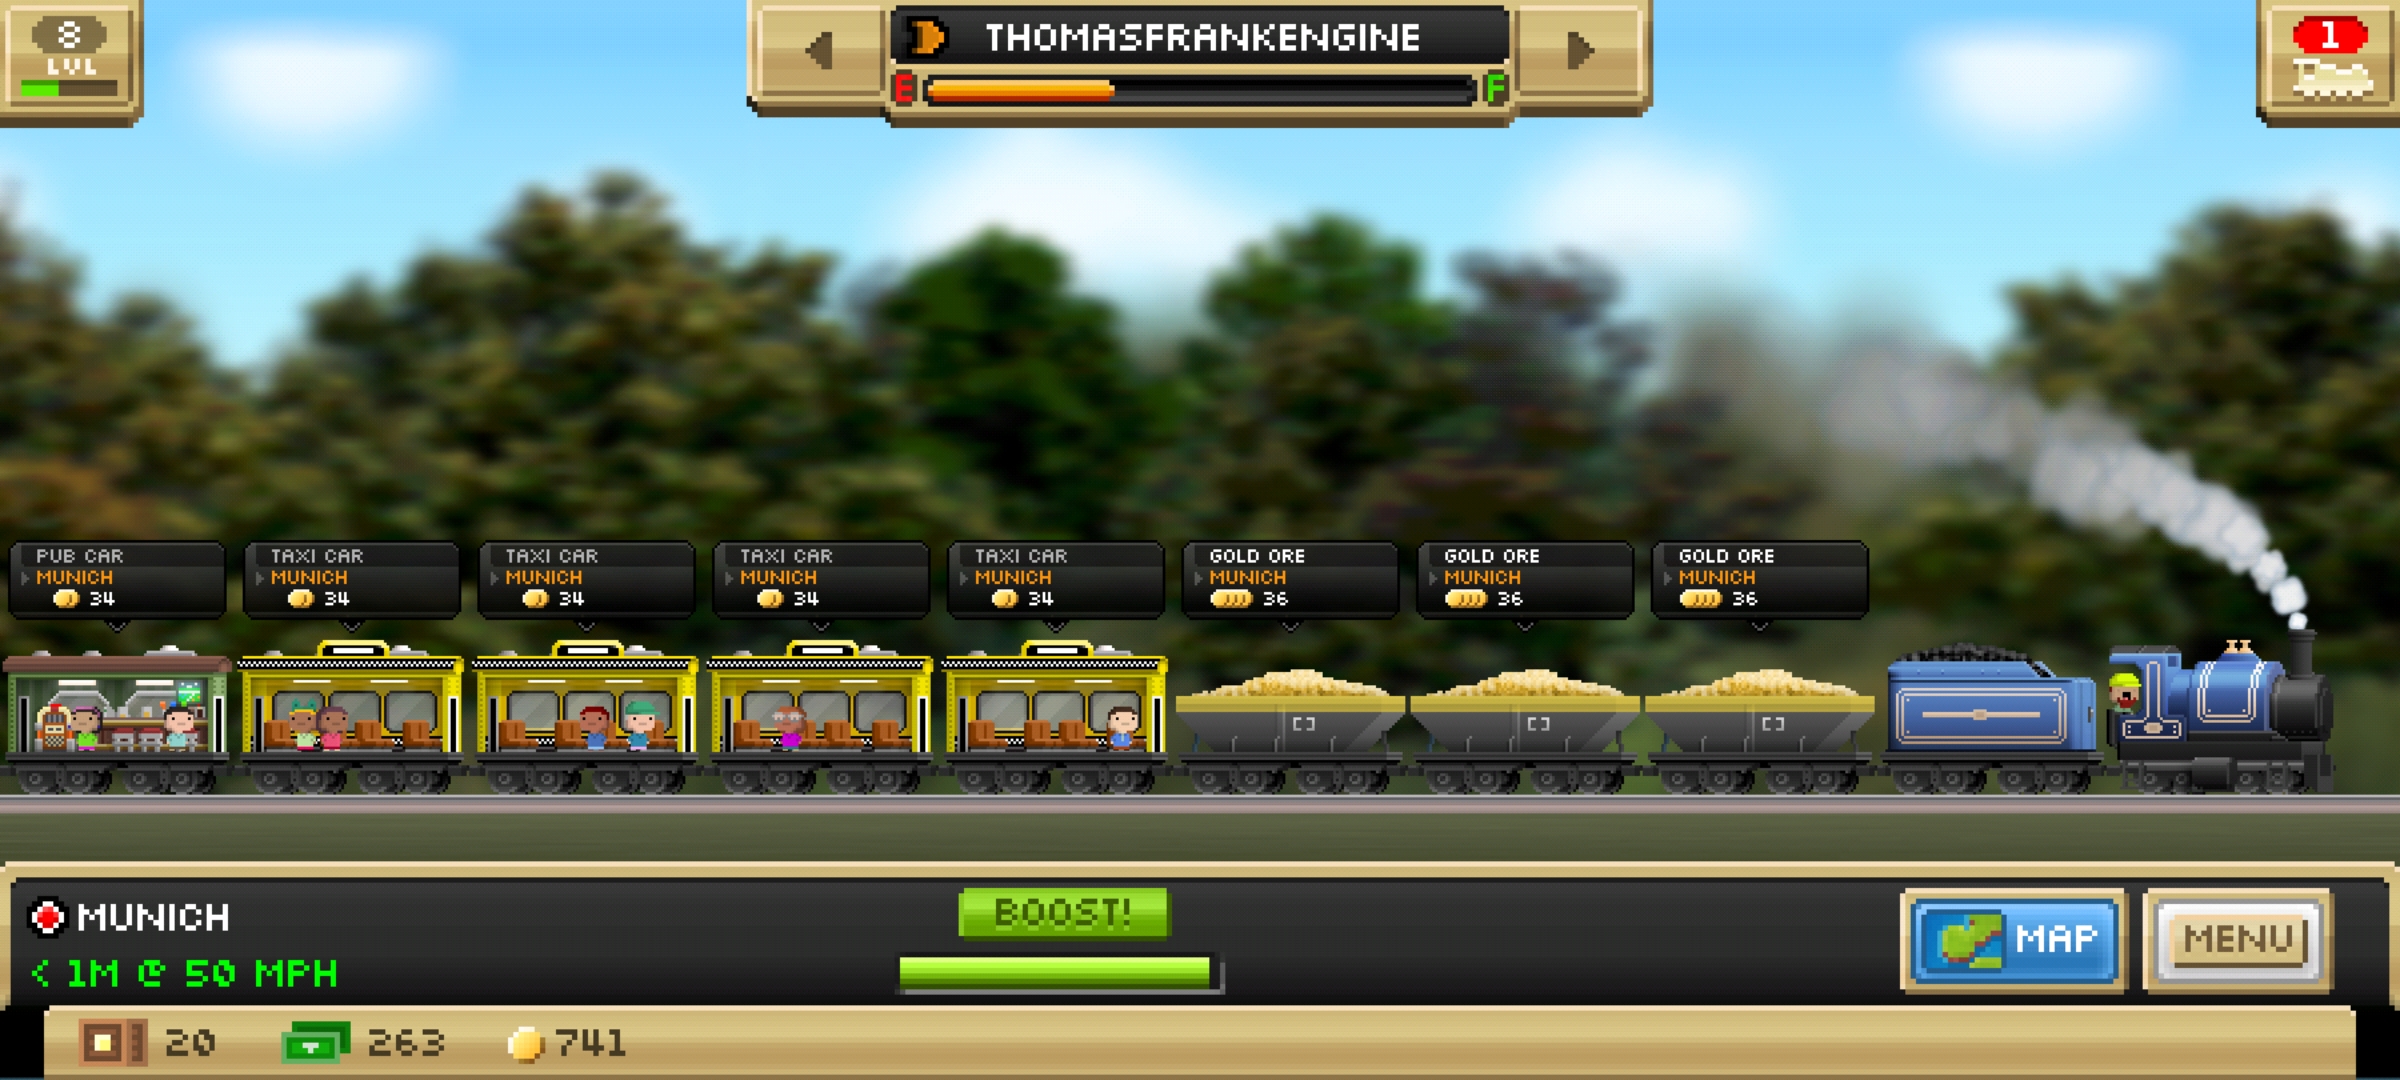 8
LVL
THOMASFRANKENGINE
E F
1
PUB CAR
MUNICH
34
TAXI CAR
MUNICH
34
TAXI CAR
MUNICH
34
TAXI CAR
MUNICH
34
TAXI CAR
MUNICH
34
GOLD ORE
MUNICH
36
GOLD ORE
MUNICH
36
GOLD ORE
MUNICH
36
MUNICH
< 1M @ 50 MPH
BOOST!
MAP
MENU
20
263
741